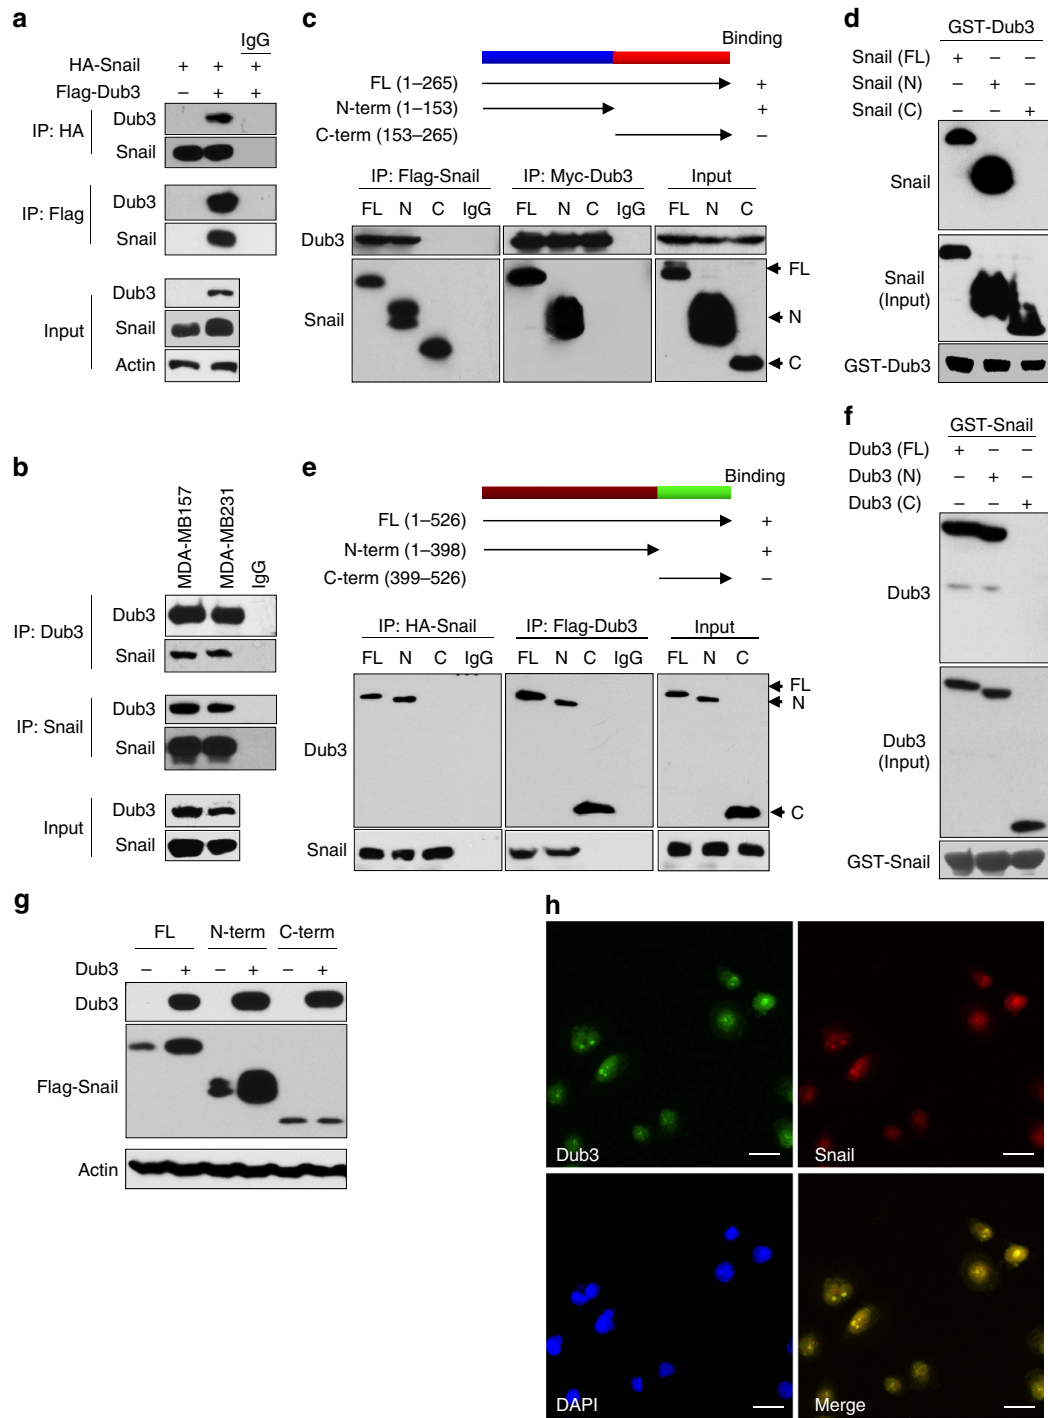 a
IgG
HA-Snail + + +
Flag-Dub3 – + +
IP: HA
Dub3
Snail
IP: Flag
Dub3
Snail
Input
Dub3
Snail
Actin
b
MDA-MB157
MDA-MB231
IgG
IP: Dub3
Dub3
Snail
IP: Snail
Dub3
Snail
Input
Dub3
Snail
c
Binding
FL (1–265) +
N-term (1–153) +
C-term (153–265) –
IP: Flag-Snail IP: Myc-Dub3 Input
FL N C IgG FL N C IgG FL N C
Dub3
Snail
FL
N
C
d
GST-Dub3
Snail (FL) + – –
Snail (N) – + –
Snail (C) – – +
Snail
Snail
(Input)
GST-Dub3
e
Binding
FL (1–526) +
N-term (1–398) +
C-term (399–526) –
IP: HA-Snail IP: Flag-Dub3 Input
FL N C IgG FL N C IgG FL N C
FL
N
Dub3
C
Snail
f
GST-Snail
Dub3 (FL) + – –
Dub3 (N) – + –
Dub3 (C) – – +
Dub3
Dub3
(Input)
GST-Snail
g
FL N-term C-term
Dub3 – + – + – +
Dub3
Flag-Snail
Actin
h
Dub3
Snail
DAPI
Merge